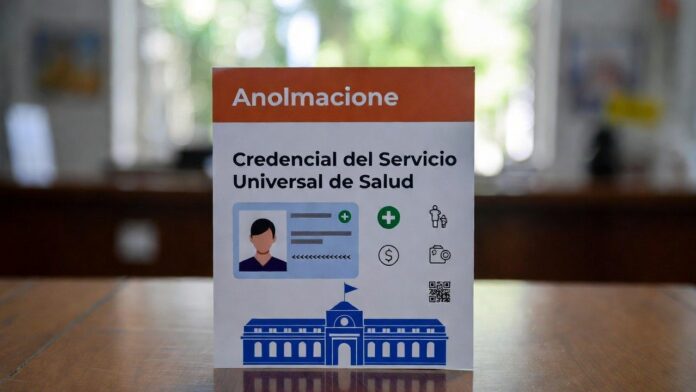 Anolmacione
Credencial del Servicio
Universal de Salud
$